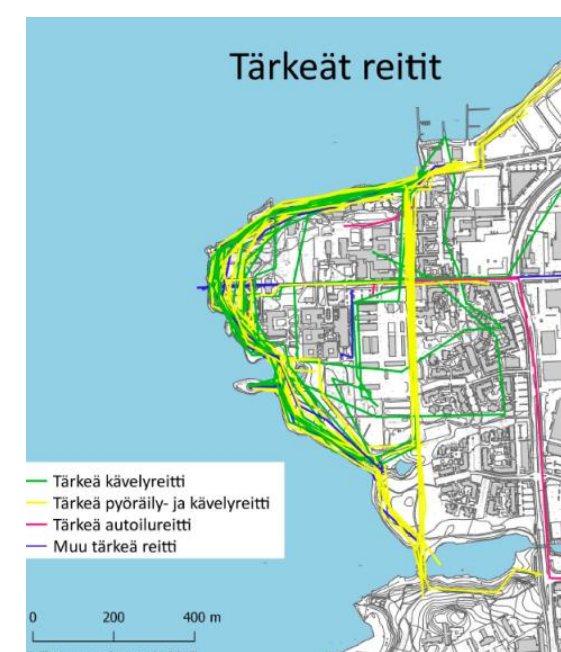 Tärkeät reitit
Tärkeä kävelyreitti
Tärkeä pyöräily- ja kävelyreitti
Tärkeä autoilureitti
Muu tärkeä reitti
0 200 400 m